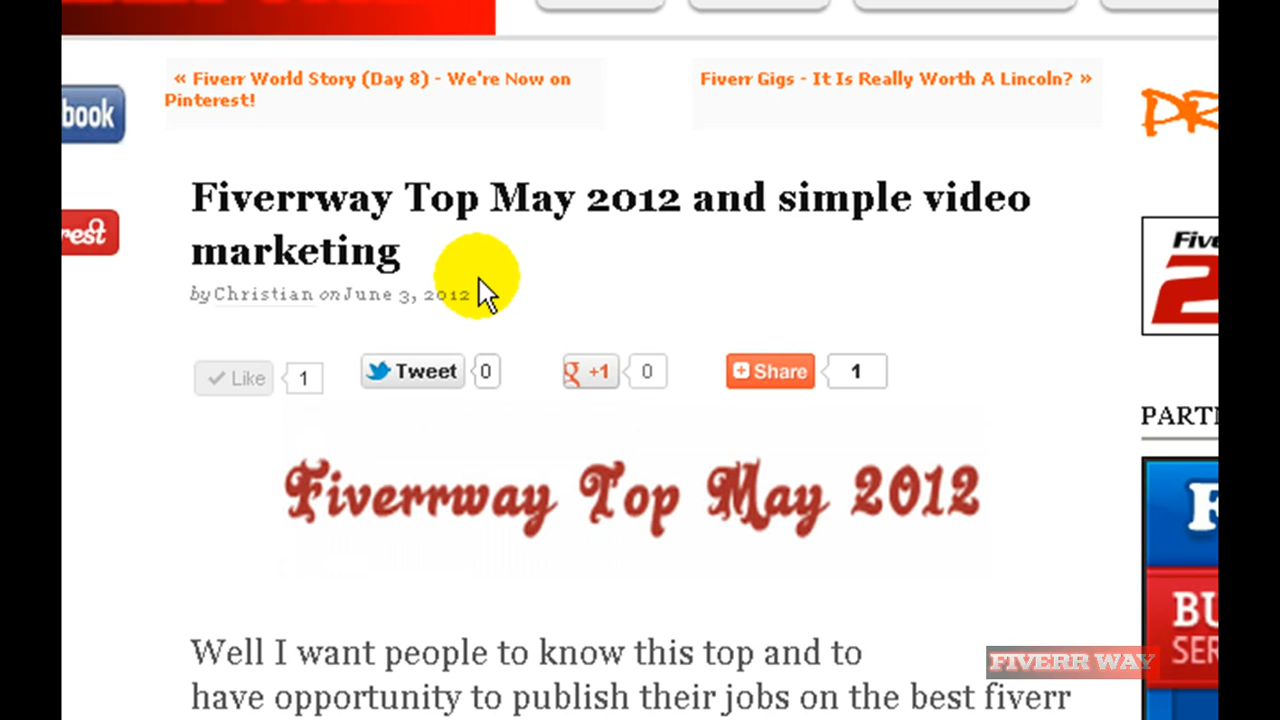 « Fiverr World Story (Day 8) - We're Now on
Pinterest!
Fiverr Gigs - It Is Really Worth A Lincoln? »
book
rest
Fiverrway Top May 2012 and simple video
marketing
by Christian on June 3, 2012
Like 1
Tweet 0
+1 0
Share 1
PART
Fiverrway Top May 2012
Well I want people to know this top and to
have opportunity to publish their jobs on the best fiverr
FIVERR WAY
SER